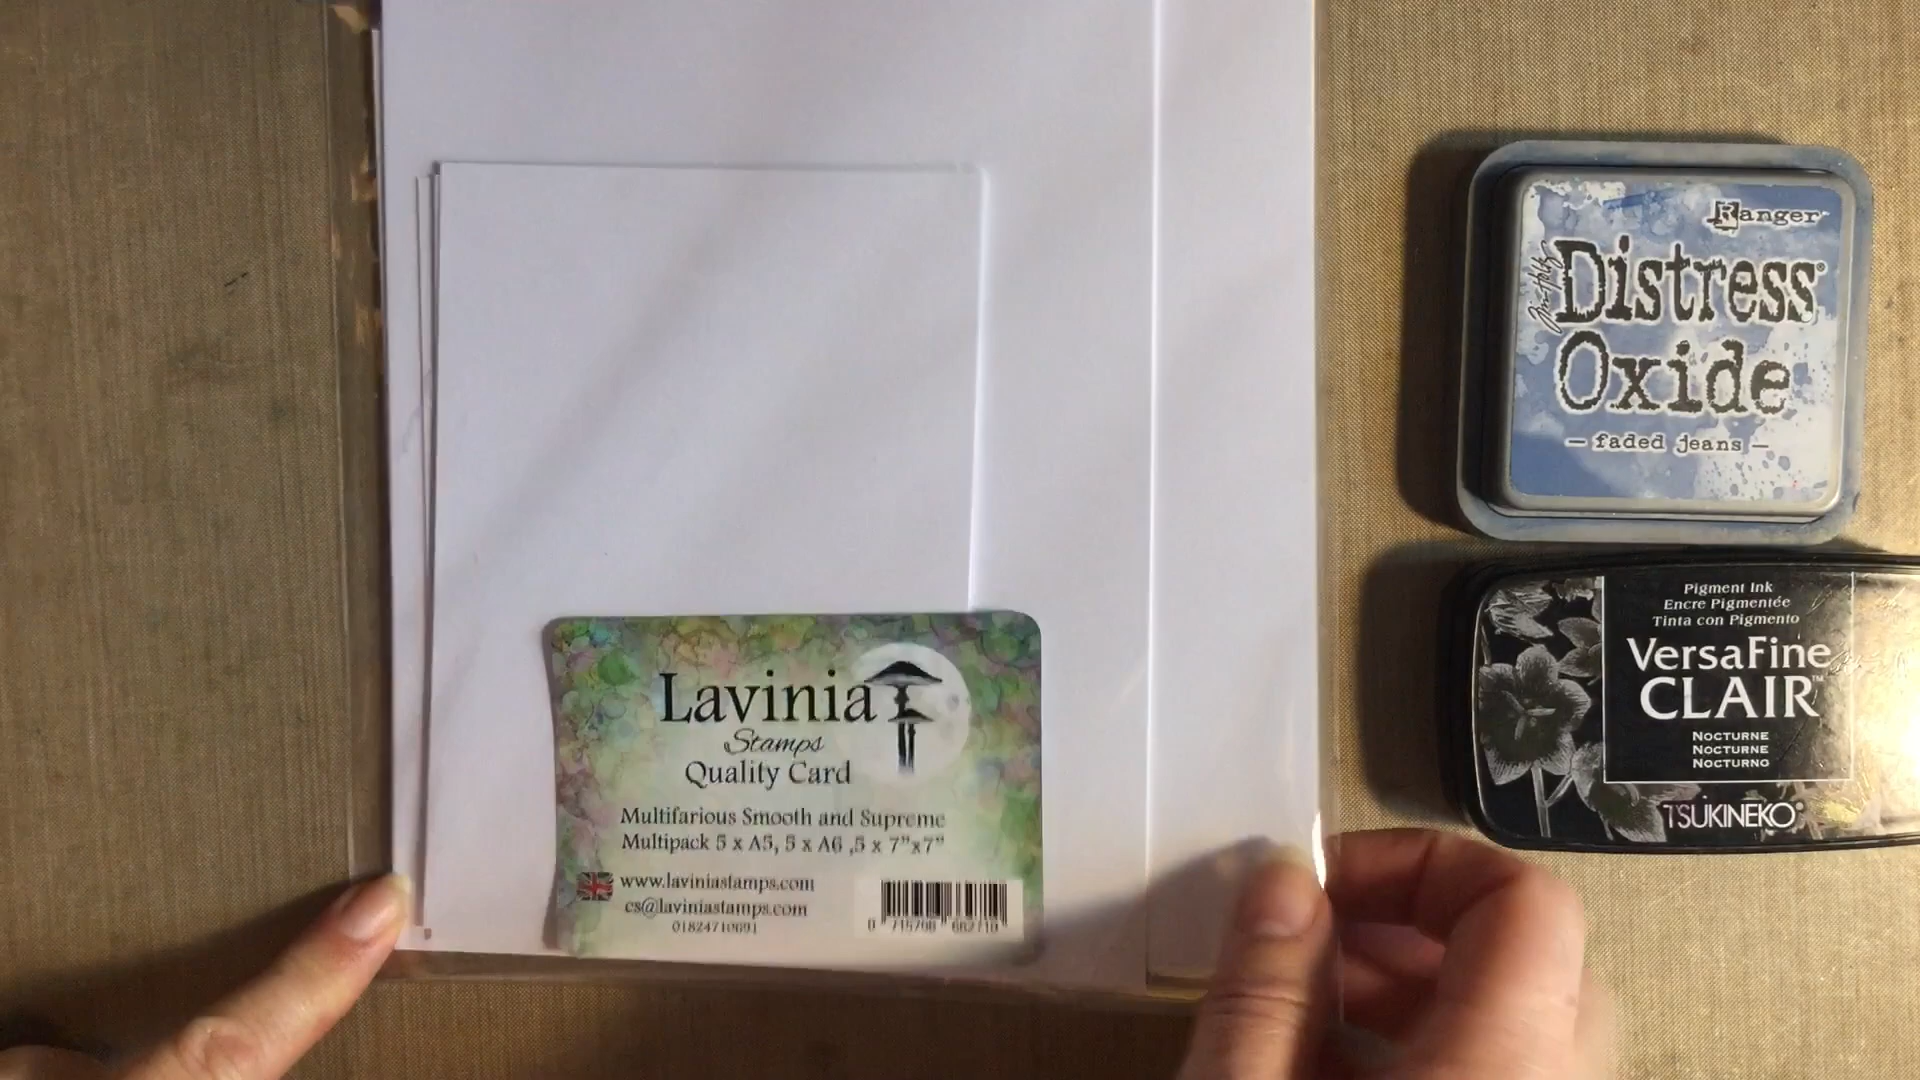 Lavinia
Stamps
Quality Card
Multifarious Smooth and Supreme
Multipack 5 x A5, 5 x A6 ,5 x 7"x7"
www.laviniastamps.com
cs@laviniastamps.com
01824710691
Ranger
Tim Holtz
Distress
Oxide
— faded jeans —
Pigment Ink
Encre Pigmentée
Tinta con Pigmento
VersaFine
CLAIR™
NOCTURNE
NOCTURNE
NOCTURNO
TSUKINEKO®